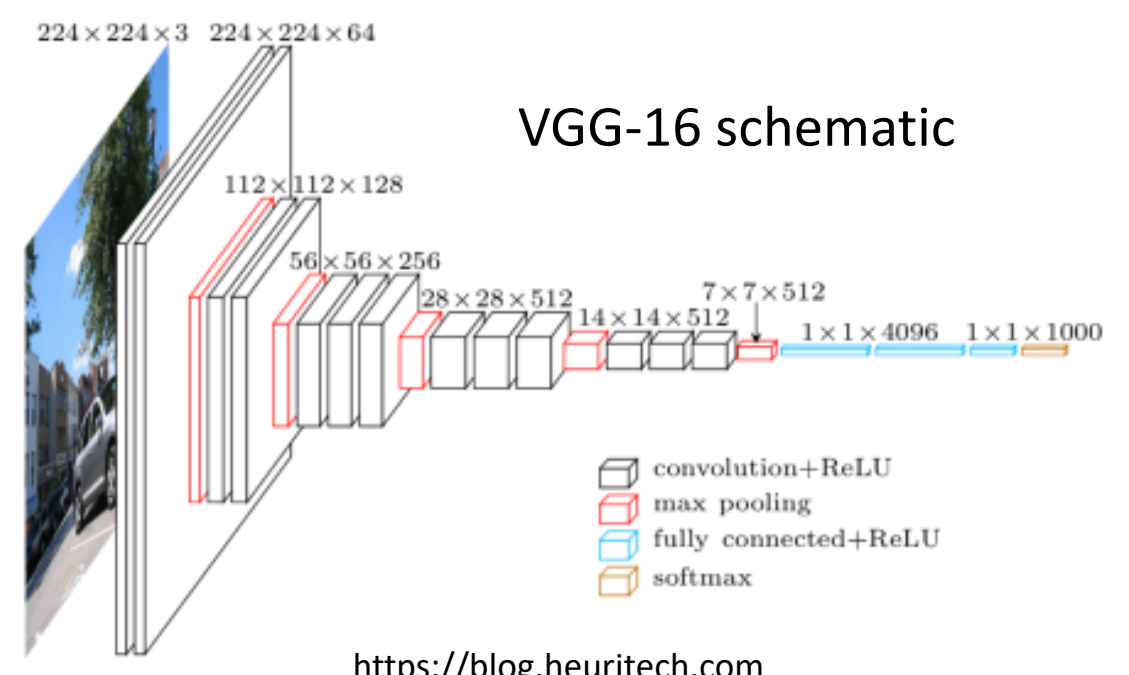 224×224×3 224×224×64
VGG-16 schematic
112×112×128
56×56×256
28×28×512
7×7×512
14×14×512
1×1×4096 1×1×1000
convolution+ReLU
max pooling
fully connected+ReLU
softmax
https://blog.heuritech.com